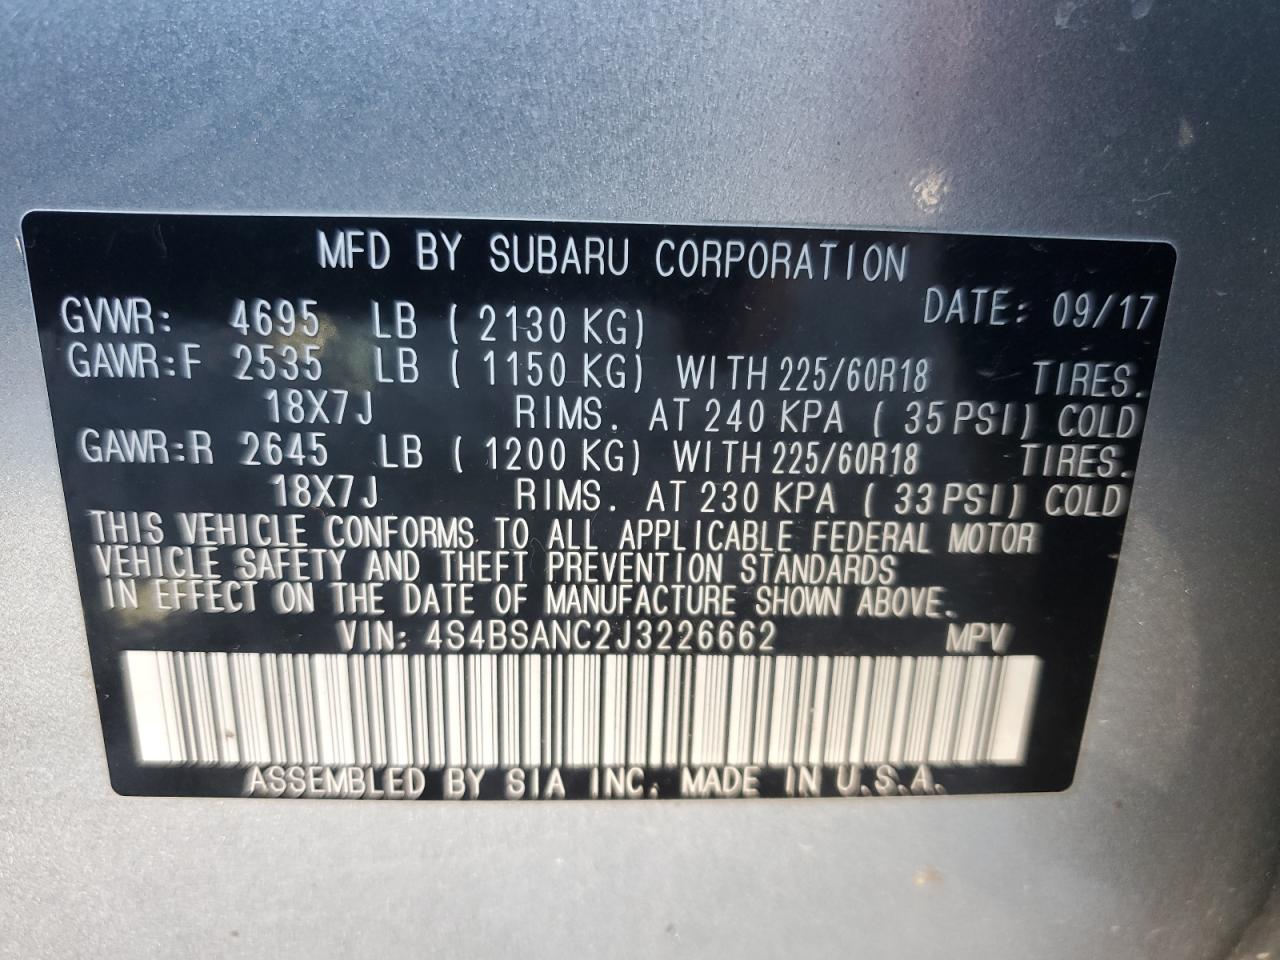 MFD BY SUBARU CORPORATION
DATE: 09/17
GVWR: 4695 LB ( 2130 KG)
GAWR:F 2535 LB ( 1150 KG) WITH 225/60R18 TIRES.
18X7J RIMS. AT 240 KPA ( 35 PSI) COLD
GAWR:R 2645 LB ( 1200 KG) WITH 225/60R18 TIRES.
18X7J RIMS. AT 230 KPA ( 33 PSI) COLD
THIS VEHICLE CONFORMS TO ALL APPLICABLE FEDERAL MOTOR
VEHICLE SAFETY AND THEFT PREVENTION STANDARDS
IN EFFECT ON THE DATE OF MANUFACTURE SHOWN ABOVE.
VIN: 4S4BSANC2J3226662 MPV
ASSEMBLED BY SIA INC. MADE IN U.S.A.